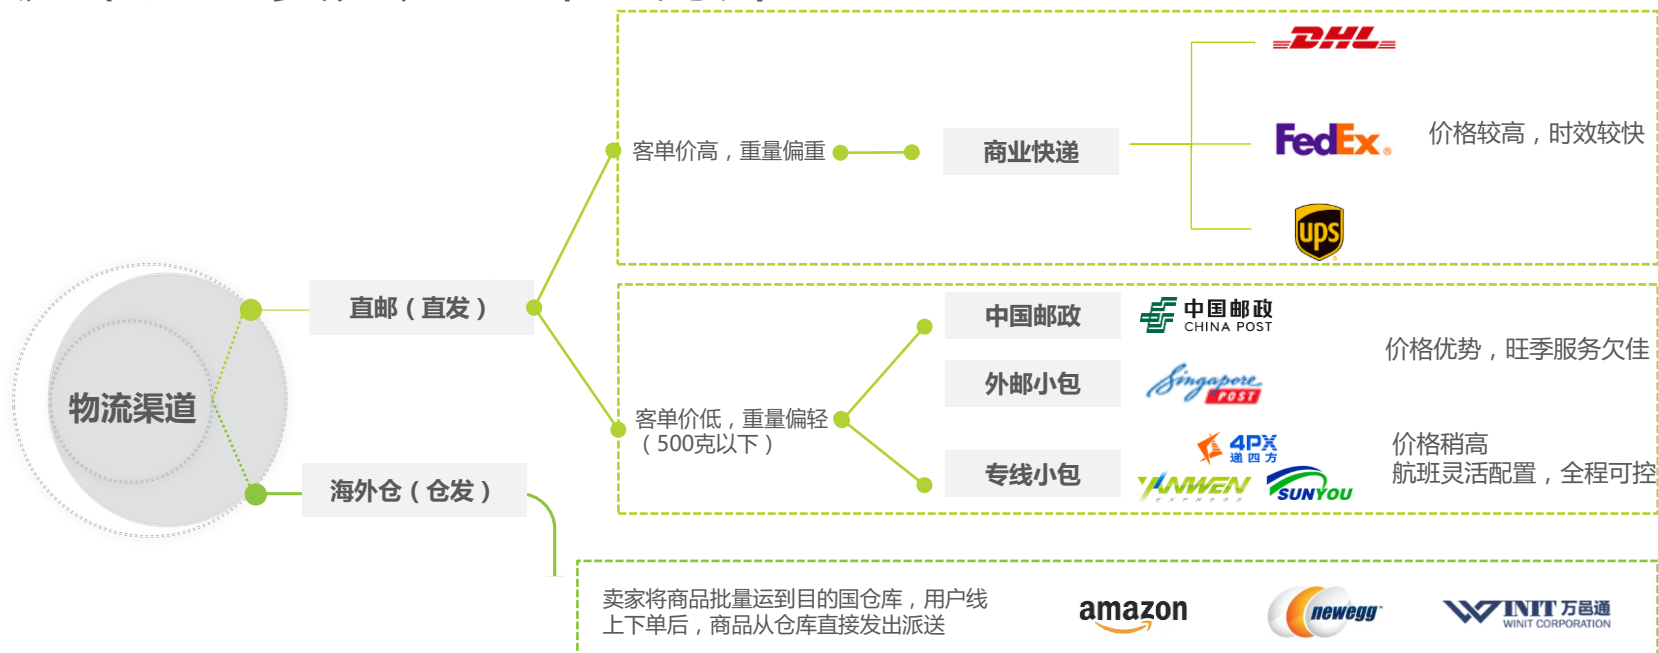 DHL
客单价高，重量偏重
商业快递
FedEx®
价格较高，时效较快
ups
直邮（直发）
中国邮政
中国邮政
CHINA POST
价格优势，旺季服务欠佳
外邮小包
Singapore
POST
物流渠道
客单价低，重量偏轻
（500克以下）
专线小包
4PX
递四方
YANWEN
EXPRESS
SUNYOU
价格稍高
航班灵活配置，全程可控
海外仓（仓发）
卖家将商品批量运到目的国仓库，用户线
上下单后，商品从仓库直接发出派送
amazon
newegg
WINIT 万邑通
WINIT CORPORATION